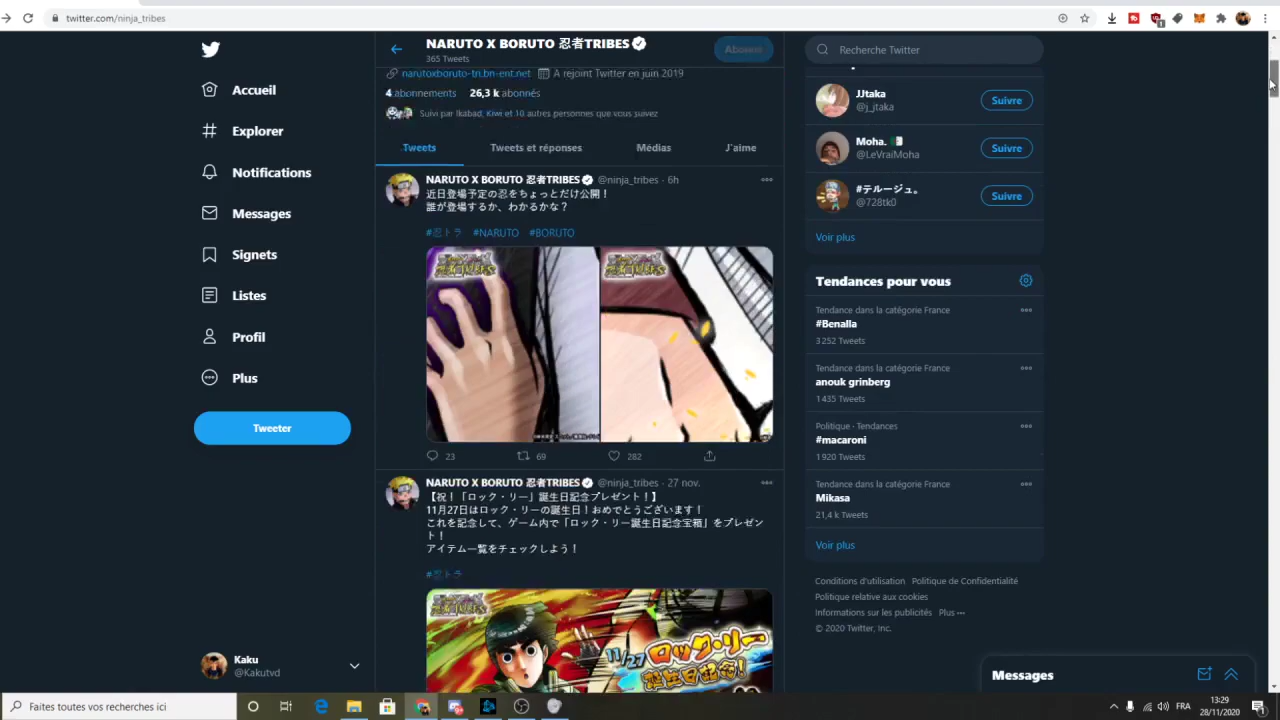 twitter.com/ninja_tribes
Accueil
Explorer
Notifications
Messages
Signets
Listes
Profil
Plus
Tweeter
Kaku
@Kakutvd
NARUTO X BORUTO 忍者TRIBES
365 Tweets
Abonné
narutoxboruto-tri.bn-ent.net A rejoint Twitter en juin 2019
4 abonnements 26,3 k abonnés
Suivi par Ikabad, Kiwi et 10 autres personnes que vous suivez
Tweets Tweets et réponses Médias J'aime
NARUTO X BORUTO 忍者TRIBES @ninja_tribes · 6h
近日登場予定の忍をちょっとだけ公開！
誰が登場するか、わかるかな？
#忍トラ #NARUTO #BORUTO
23 69 282
NARUTO X BORUTO 忍者TRIBES @ninja_tribes · 27 nov.
【祝！「ロック・リー」誕生日記念プレゼント！】
11月27日はロック・リーの誕生日！おめでとうございます！
これを記念して、ゲーム内で「ロック・リー誕生日記念宝箱」をプレゼン
ト！
アイテム一覧をチェックしよう！
#忍トラ
11/27 ロック・リー
誕生日記念！
Recherche Twitter
JJtaka
@j_jtaka
Suivre
Moha.
@LeVraiMoha
Suivre
#テルージュ。
@728tk0
Suivre
Voir plus
Tendances pour vous
Tendance dans la catégorie France
#Benalla
3 252 Tweets
Tendance dans la catégorie France
anouk grinberg
1 435 Tweets
Politique · Tendances
#macaroni
1 920 Tweets
Tendance dans la catégorie France
Mikasa
21,4 k Tweets
Voir plus
Conditions d'utilisation Politique de Confidentialité
Politique relative aux cookies
Informations sur les publicités Plus
© 2020 Twitter, Inc.
Messages
Faites toutes vos recherches ici
FRA
13:29
28/11/2020
1